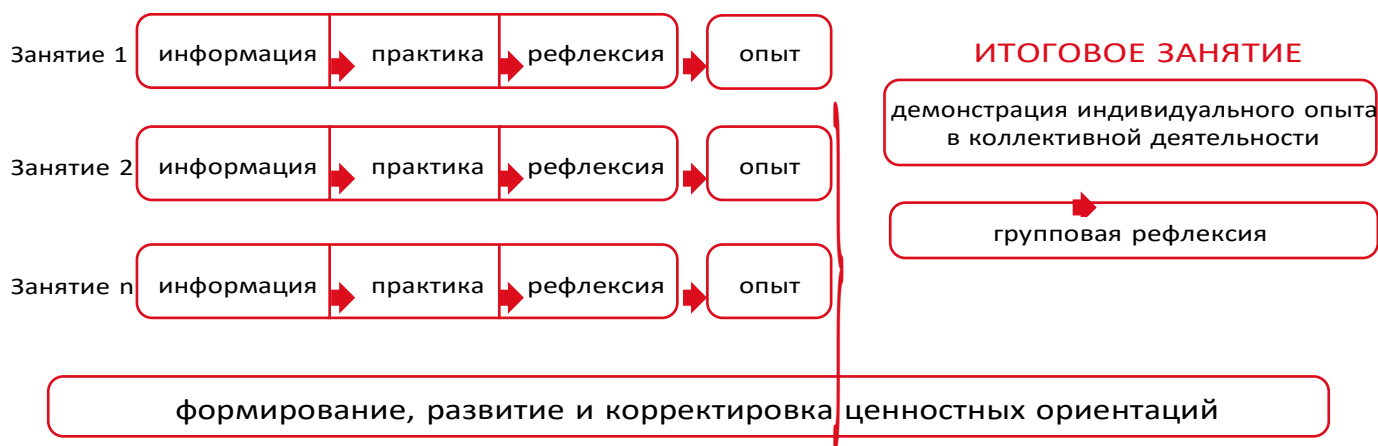 Занятие 1 информация практика рефлексия опыт
Занятие 2 информация практика рефлексия опыт
Занятие n информация практика рефлексия опыт
ИТОГОВОЕ ЗАНЯТИЕ
демонстрация индивидуального опыта
в коллективной деятельности
групповая рефлексия
формирование, развитие и корректировка ценностных ориентаций